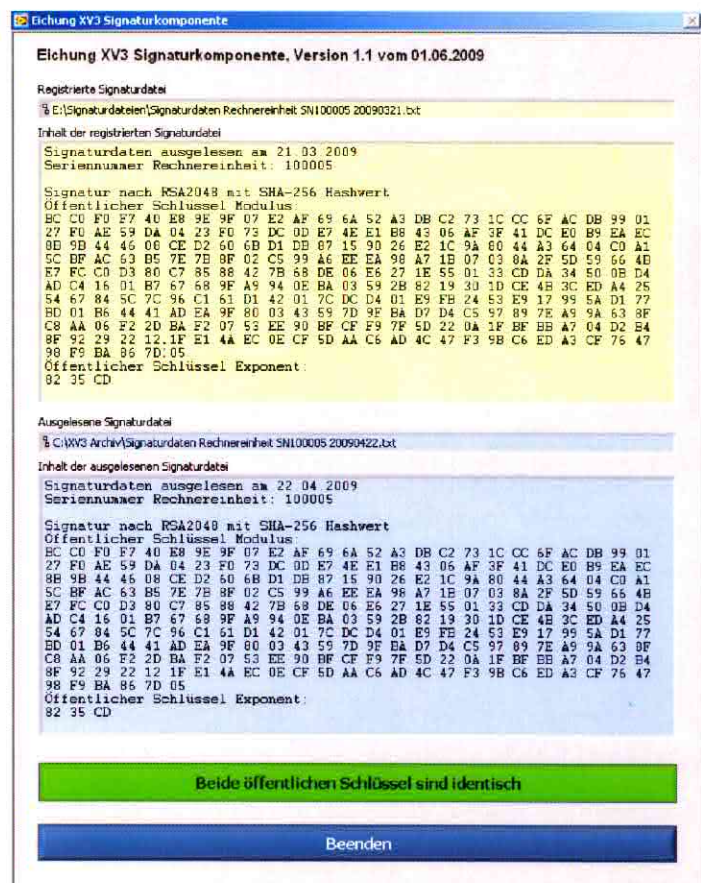 Eichung XV3 Signaturkomponente
Eichung XV3 Signaturkomponente, Version 1.1 vom 01.06.2009
Registrierte Signaturdatei
E:\Signaturdateien\Signaturdaten Rechnereinheit SN100005 20090321.txt
Inhalt der registrierten Signaturdatei
Signaturdaten ausgelesen am 21.03.2009
Seriennummer Rechnereinheit: 100005
Signatur nach RSA2048 mit SHA-256 Hashwert
Öffentlicher Schlüssel Modulus:
BC C0 F0 F7 40 E8 9E 9F 07 E2 AF 69 6A 52 A3 DB C2 73 1C CC 6F AC DB 99 01
27 F0 AE 59 DA 04 23 F0 73 DC 0D E7 4E E1 B8 43 06 AF 3F 41 DC E0 B9 EA EC
8B 9B 44 46 08 CE D2 60 6B D1 DB 87 15 90 26 E2 1C 9A 80 44 A3 64 04 C0 A1
5C BF AC 63 B5 7E 7B 8F 02 C5 99 A6 EE EA 98 A7 1B 07 03 8A 2F 5D 59 66 4B
E7 FC C0 D3 80 C7 85 88 42 7B 68 DE 06 E6 27 1E 55 01 33 CD DA 34 50 0B D4
AD C4 16 01 B7 67 68 9F A9 94 0E BA 03 59 2B 82 19 30 1D CE 4B 3C ED A4 25
54 67 84 5C 7C 96 C1 61 D1 42 01 7C DC D4 01 E9 FB 24 53 E9 17 99 5A D1 77
BD 01 B6 44 41 AD EA 9F 80 03 43 59 7D 9F BA D7 D4 C5 97 89 7E A9 9A 63 8F
C8 AA 06 F2 2D BA F2 07 53 EE 90 BF CF F9 7F 5D 22 0A 1F BF BB A7 04 D2 B4
8F 92 29 22 12 1F E1 4A EC 0E CF 5D AA C6 AD 4C 47 F3 9B C6 ED A3 CF 76 47
98 F9 BA 86 7D 05
Öffentlicher Schlüssel Exponent:
82 35 CD
Ausgelesene Signaturdatei
C:\XV3 Archiv\Signaturdaten Rechnereinheit SN100005 20090422.txt
Inhalt der ausgelesenen Signaturdatei
Signaturdaten ausgelesen am 22.04.2009
Seriennummer Rechnereinheit: 100005
Signatur nach RSA2048 mit SHA-256 Hashwert
Öffentlicher Schlüssel Modulus:
BC C0 F0 F7 40 E8 9E 9F 07 E2 AF 69 6A 52 A3 DB C2 73 1C CC 6F AC DB 99 01
27 F0 AE 59 DA 04 23 F0 73 DC 0D E7 4E E1 B8 43 06 AF 3F 41 DC E0 B9 EA EC
8B 9B 44 46 08 CE D2 60 6B D1 DB 87 15 90 26 E2 1C 9A 80 44 A3 64 04 C0 A1
5C BF AC 63 B5 7E 7B 8F 02 C5 99 A6 EE EA 98 A7 1B 07 03 8A 2F 5D 59 66 4B
E7 FC C0 D3 80 C7 85 88 42 7B 68 DE 06 E6 27 1E 55 01 33 CD DA 34 50 0B D4
AD C4 16 01 B7 67 68 9F A9 94 0E BA 03 59 2B 82 19 30 1D CE 4B 3C ED A4 25
54 67 84 5C 7C 96 C1 61 D1 42 01 7C DC D4 01 E9 FB 24 53 E9 17 99 5A D1 77
BD 01 B6 44 41 AD EA 9F 80 03 43 59 7D 9F BA D7 D4 C5 97 89 7E A9 9A 63 8F
C8 AA 06 F2 2D BA F2 07 53 EE 90 BF CF F9 7F 5D 22 0A 1F BF BB A7 04 D2 B4
8F 92 29 22 12 1F E1 4A EC 0E CF 5D AA C6 AD 4C 47 F3 9B C6 ED A3 CF 76 47
98 F9 BA 86 7D 05
Öffentlicher Schlüssel Exponent:
82 35 CD
Beide öffentlichen Schlüssel sind identisch
Beenden